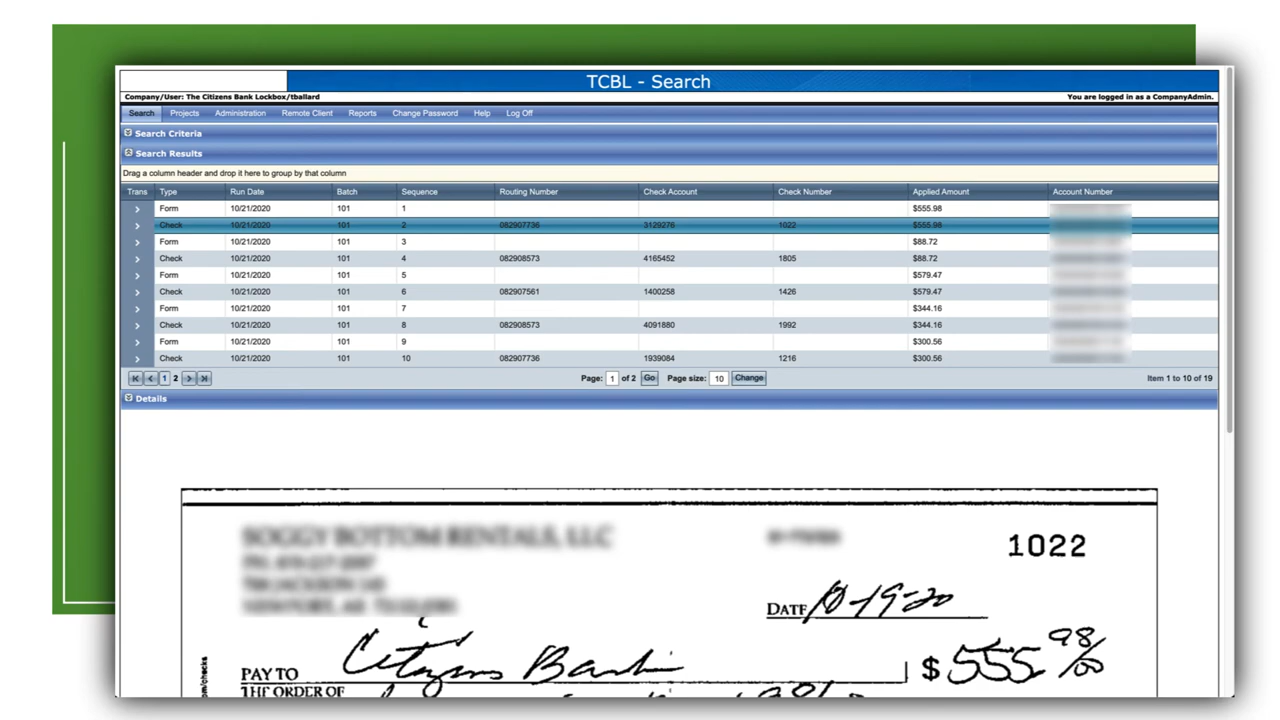 TCBL - Search
Company/User: The Citizens Bank Lockbox/tballard You are logged in as a CompanyAdmin.
Search Projects Administration Remote Client Reports Change Password Help Log Off
Search Criteria
Search Results
Drag a column header and drop it here to group by that column
Trans Type Run Date Batch Sequence Routing Number Check Account Check Number Applied Amount Account Number
Form 10/21/2020 101 1 $555.98
Check 10/21/2020 101 2 082907736 3129276 1022 $555.98
Form 10/21/2020 101 3 $88.72
Check 10/21/2020 101 4 082908573 4165452 1805 $88.72
Form 10/21/2020 101 5 $579.47
Check 10/21/2020 101 6 082907561 1400258 1426 $579.47
Form 10/21/2020 101 7 $344.16
Check 10/21/2020 101 8 082908573 4091880 1992 $344.16
Form 10/21/2020 101 9 $300.56
Check 10/21/2020 101 10 082907736 1939084 1216 $300.56
1 2 Page: 1 of 2 Go Page size: 10 Change Item 1 to 10 of 19
Details
1022
DATE 10-19-20
PAY TO Citizens Bank $ 555 98/00
THE ORDER OF